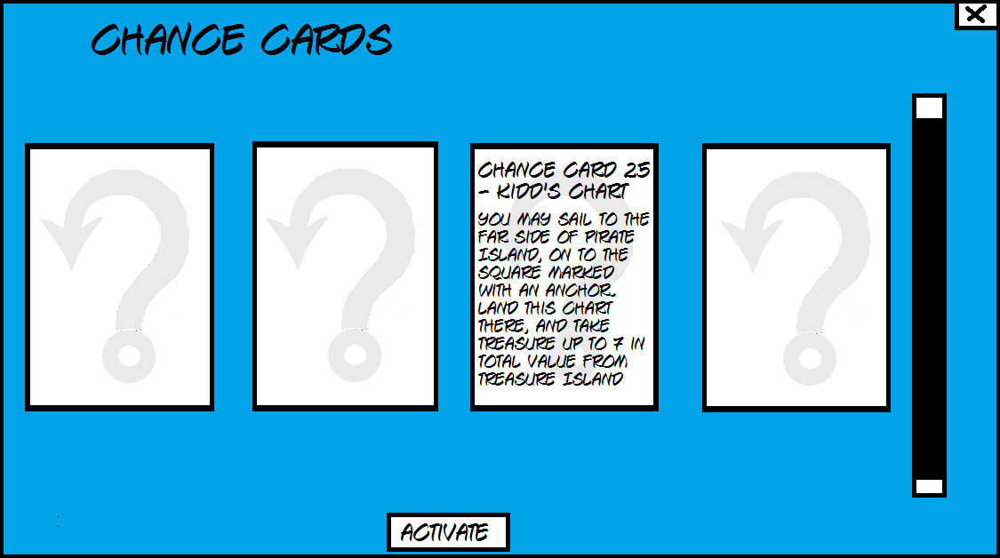 CHANCE CARDS
CHANCE CARD 25
- KIDD'S CHART
YOU MAY SAIL TO THE
FAR SIDE OF PIRATE
ISLAND, ON TO THE
SQUARE MARKED
WITH AN ANCHOR.
LAND THIS CHART
THERE, AND TAKE
TREASURE UP TO 7 IN
TOTAL VALUE FROM
TREASURE ISLAND
ACTIVATE